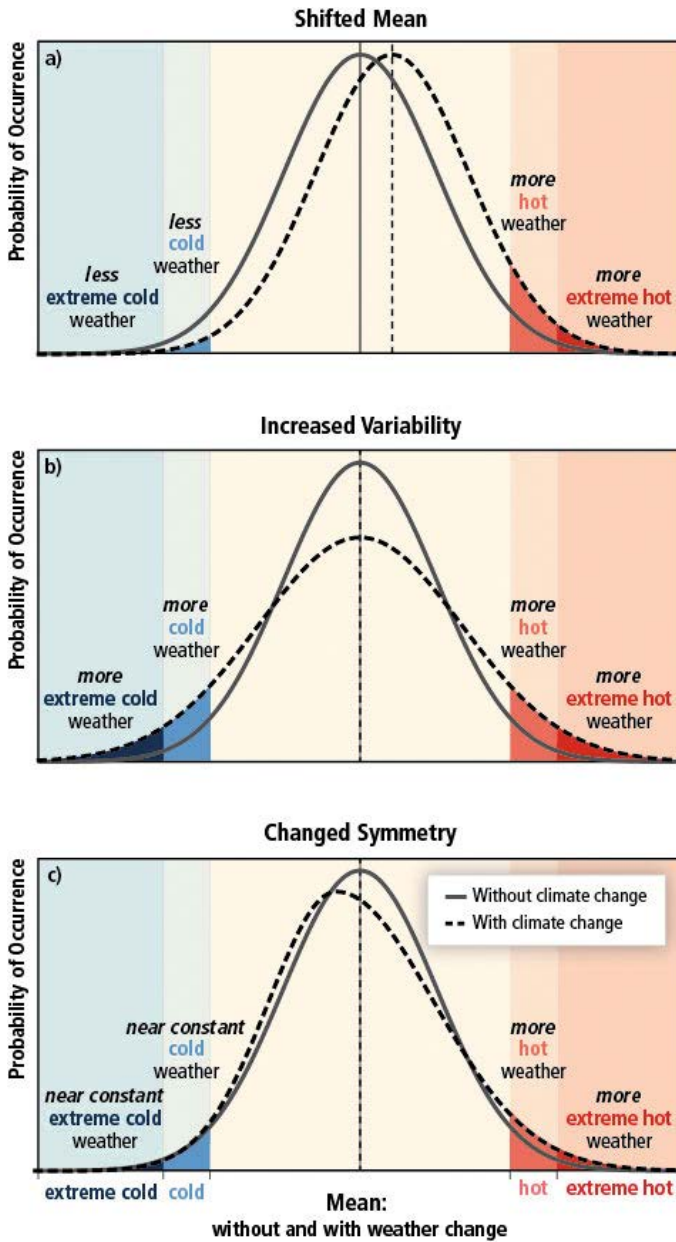 Shifted Mean
a)
Probability of Occurrence
less
cold
weather
less
extreme cold
weather
more
hot
weather
more
extreme hot
weather
Increased Variability
b)
Probability of Occurrence
more
cold
weather
more
extreme cold
weather
more
hot
weather
more
extreme hot
weather
Changed Symmetry
c)
Probability of Occurrence
Without climate change
With climate change
near constant
cold
weather
near constant
extreme cold
weather
more
hot
weather
more
extreme hot
weather
extreme cold
cold
hot
extreme hot
Mean:
without and with weather change